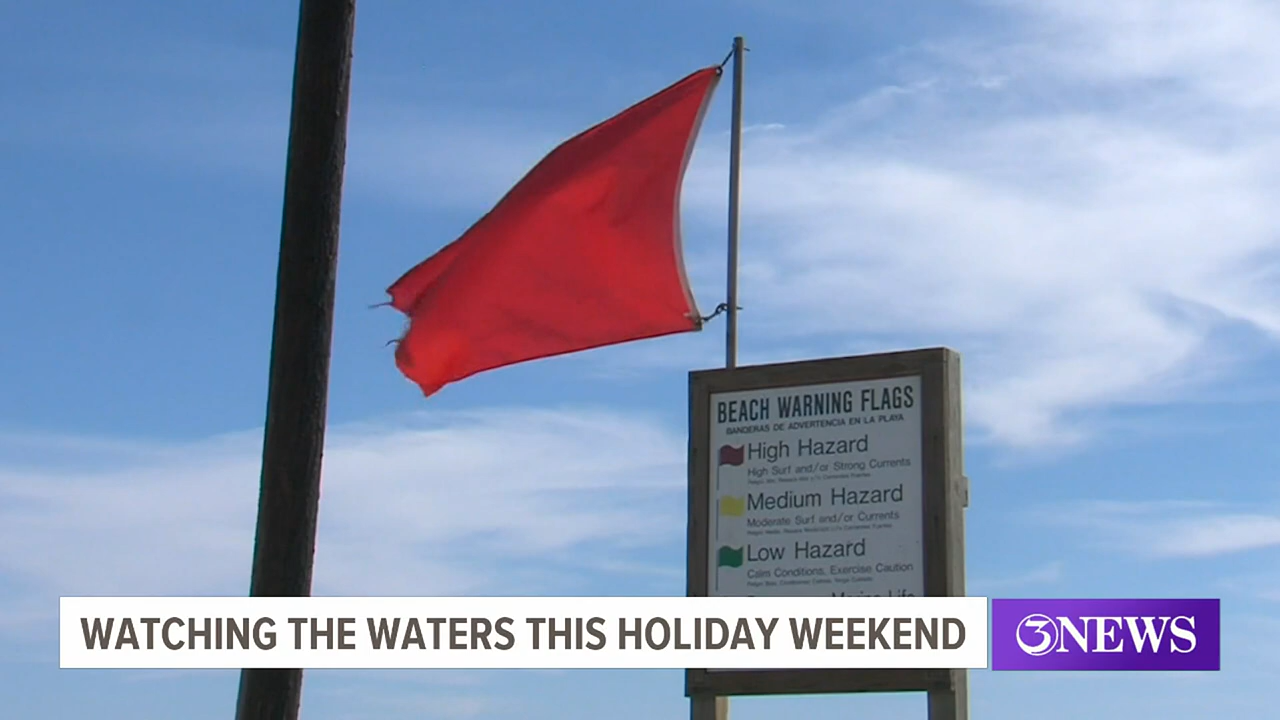 BEACH WARNING FLAGS
BANDERAS DE ADVERTENCIA EN LA PLAYA
High Hazard
High Surf and/or Strong Currents
Medium Hazard
Moderate Surf and/or Currents
Low Hazard
Calm Conditions, Exercise Caution
WATCHING THE WATERS THIS HOLIDAY WEEKEND
3NEWS